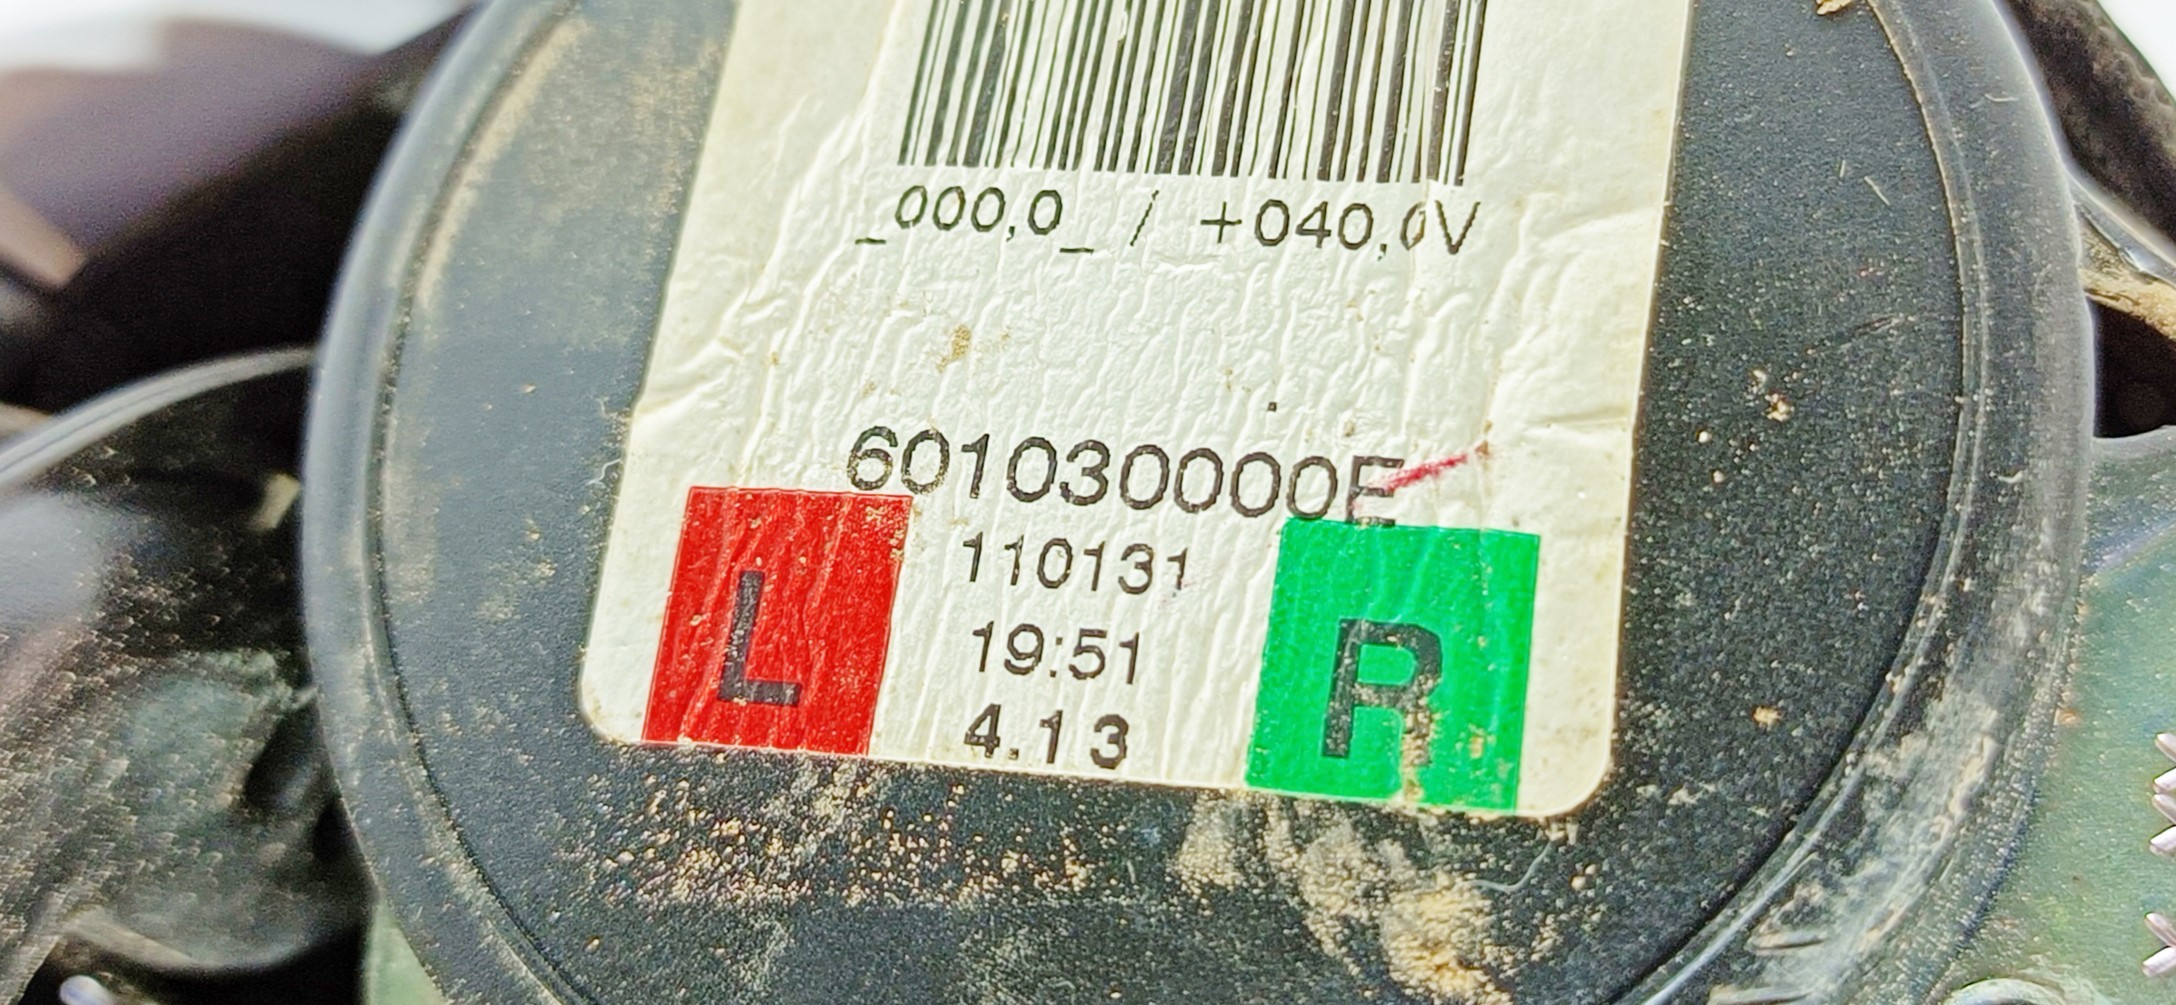 _000,0_ / +040,0V
601030000E
110131
L 19:51 R
4.13